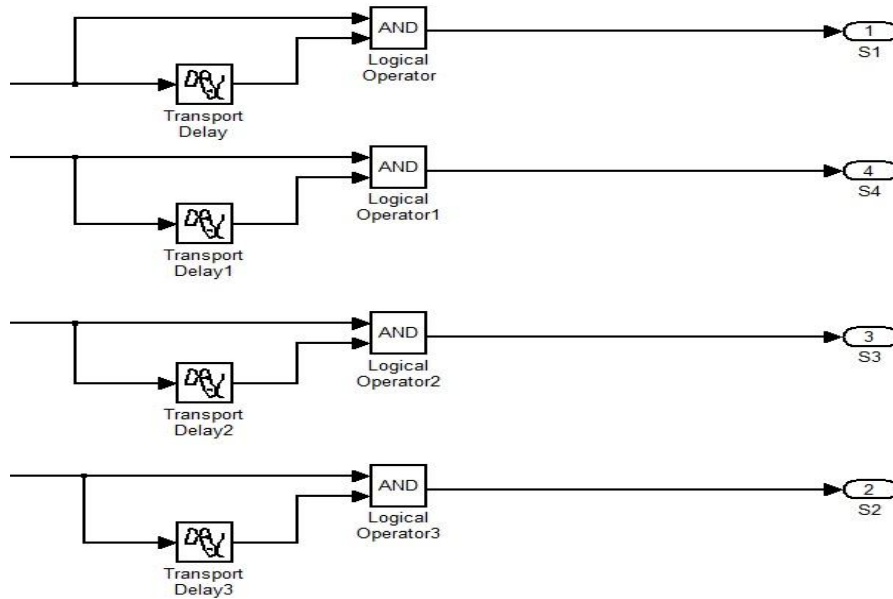 AND
Logical
Operator
1
S1
Transport
Delay
AND
Logical
Operator1
4
S4
Transport
Delay1
AND
Logical
Operator2
3
S3
Transport
Delay2
AND
Logical
Operator3
2
S2
Transport
Delay3